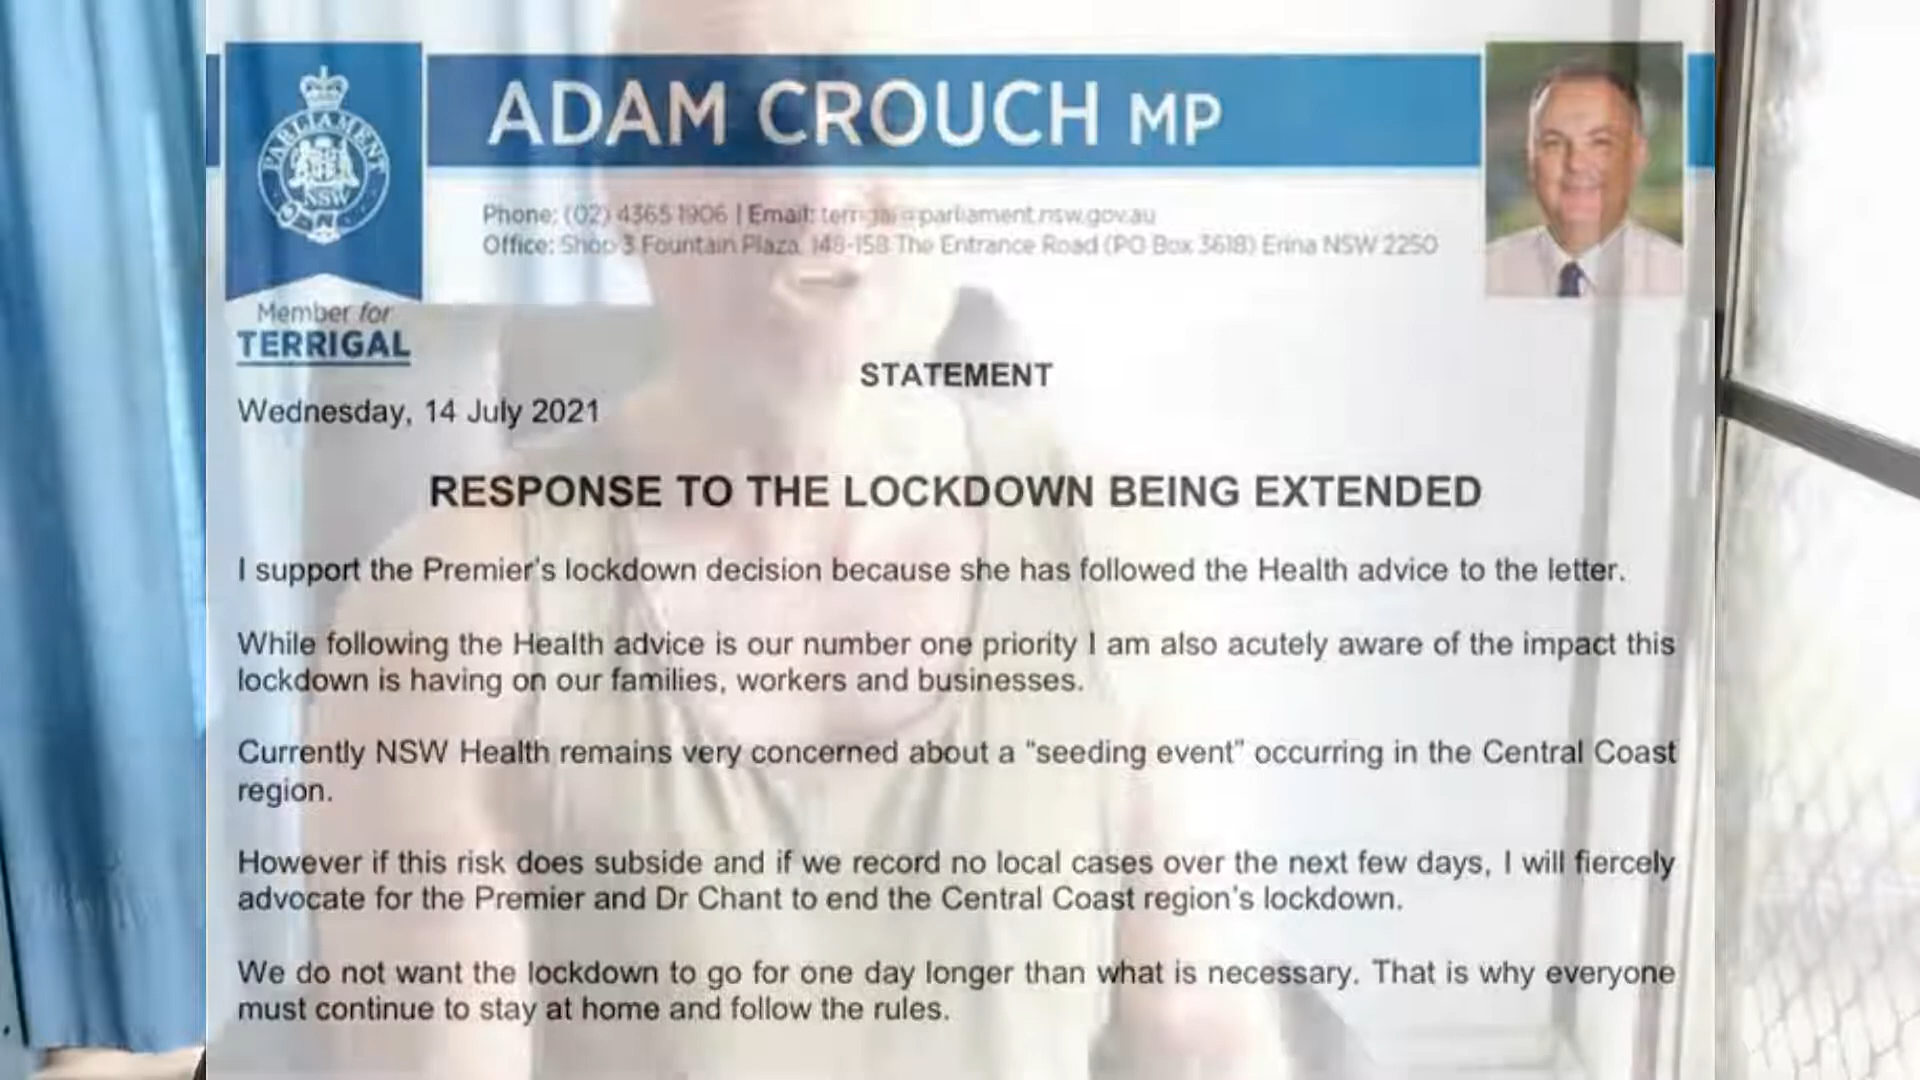 ADAM CROUCH MP
PARLIAMENT
NSW
Phone: (02) 4365 1906 | Email: terrigal@parliament.nsw.gov.au
Office: Shop 3 Fountain Plaza, 148-158 The Entrance Road (PO Box 3618) Erina NSW 2250
Member for
TERRIGAL
STATEMENT
Wednesday, 14 July 2021
RESPONSE TO THE LOCKDOWN BEING EXTENDED
I support the Premier's lockdown decision because she has followed the Health advice to the letter.
While following the Health advice is our number one priority I am also acutely aware of the impact this
lockdown is having on our families, workers and businesses.
Currently NSW Health remains very concerned about a "seeding event" occurring in the Central Coast
region.
However if this risk does subside and if we record no local cases over the next few days, I will fiercely
advocate for the Premier and Dr Chant to end the Central Coast region's lockdown.
We do not want the lockdown to go for one day longer than what is necessary. That is why everyone
must continue to stay at home and follow the rules.